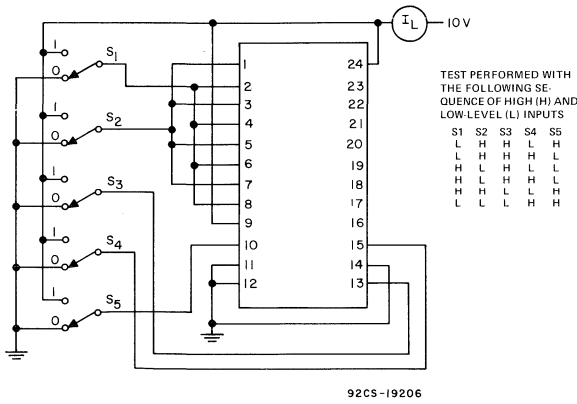 I_L 10 V
1 S1
0
1 S2
0
1 S3
0
1 S4
0
1 S5
0
1 24
2 23
3 22
4 21
5 20
6 19
7 18
8 17
9 16
10 15
11 14
12 13
TEST PERFORMED WITH
THE FOLLOWING SE-
QUENCE OF HIGH (H) AND
LOW-LEVEL (L) INPUTS
S1 S2 S3 S4 S5
L H H L H
L H H H L
H L H L L
H L H H L
H L L L H
L L L H H
92CS-19206